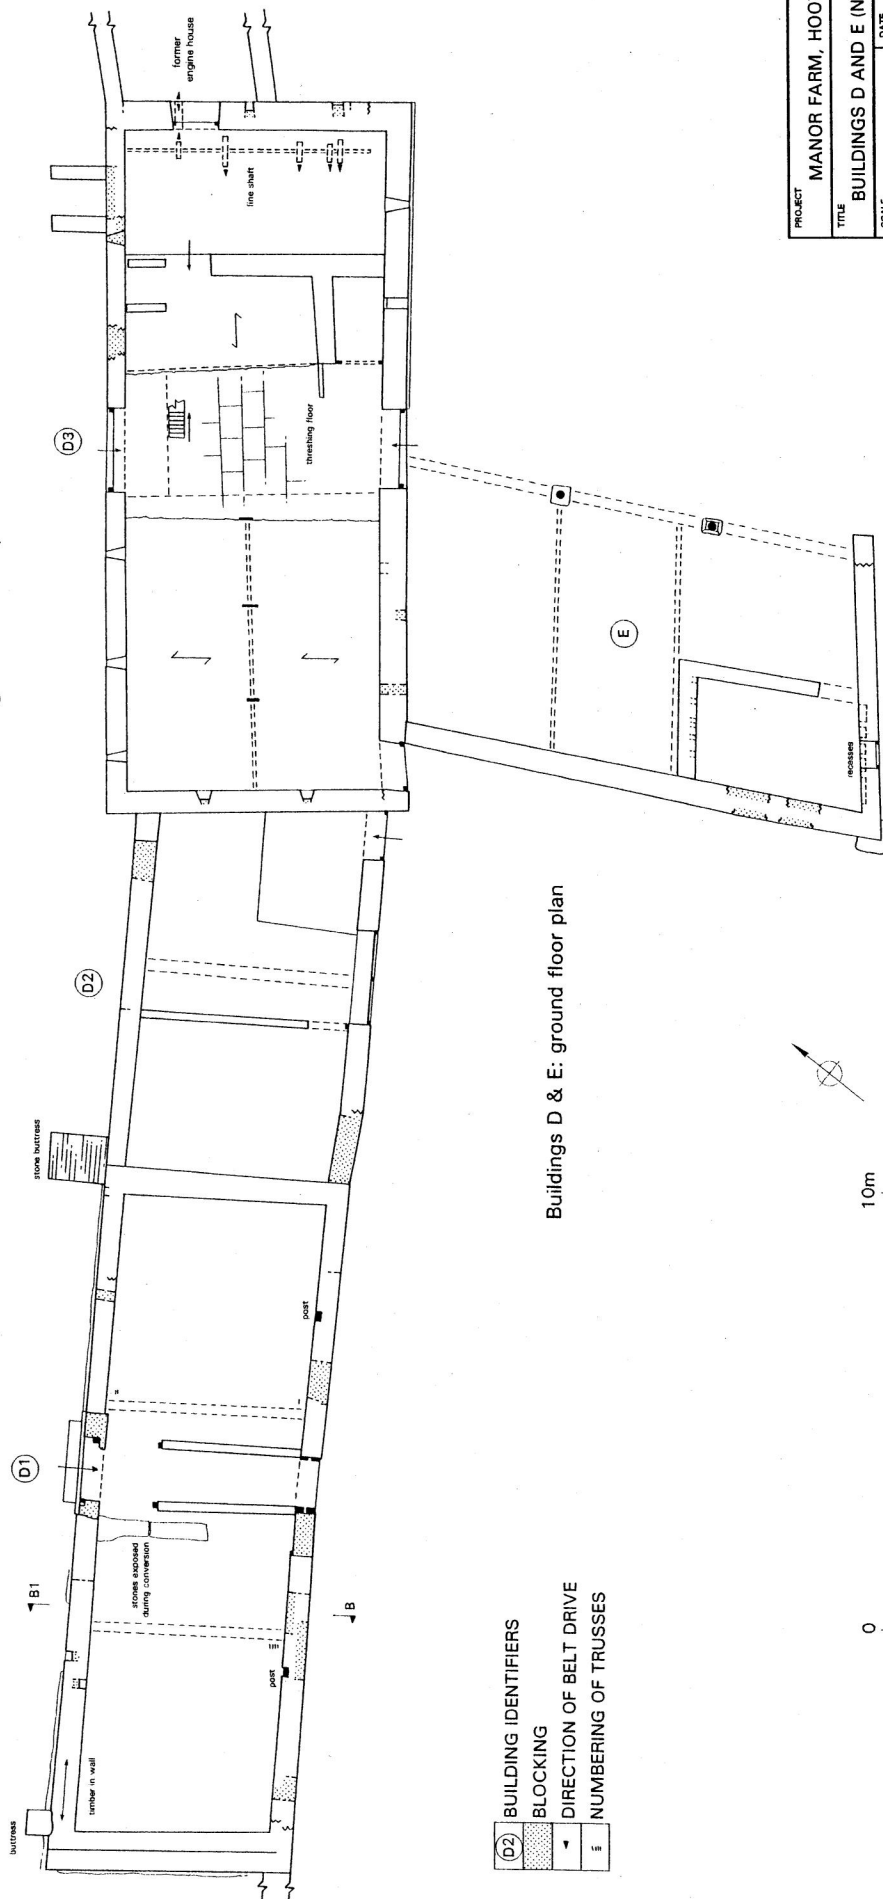 PROJECT
MANOR FARM, HOO
TITLE
BUILDINGS D AND E (N
former
engine house
line shaft
D3
threshing floor
E
recesses
D2
stone buttress
Buildings D & E: ground floor plan
post
D1
stones exposed
during conversion
B1
B
post
timber in wall
buttress
D2 BUILDING IDENTIFIERS
BLOCKING
DIRECTION OF BELT DRIVE
NUMBERING OF TRUSSES
0
10m